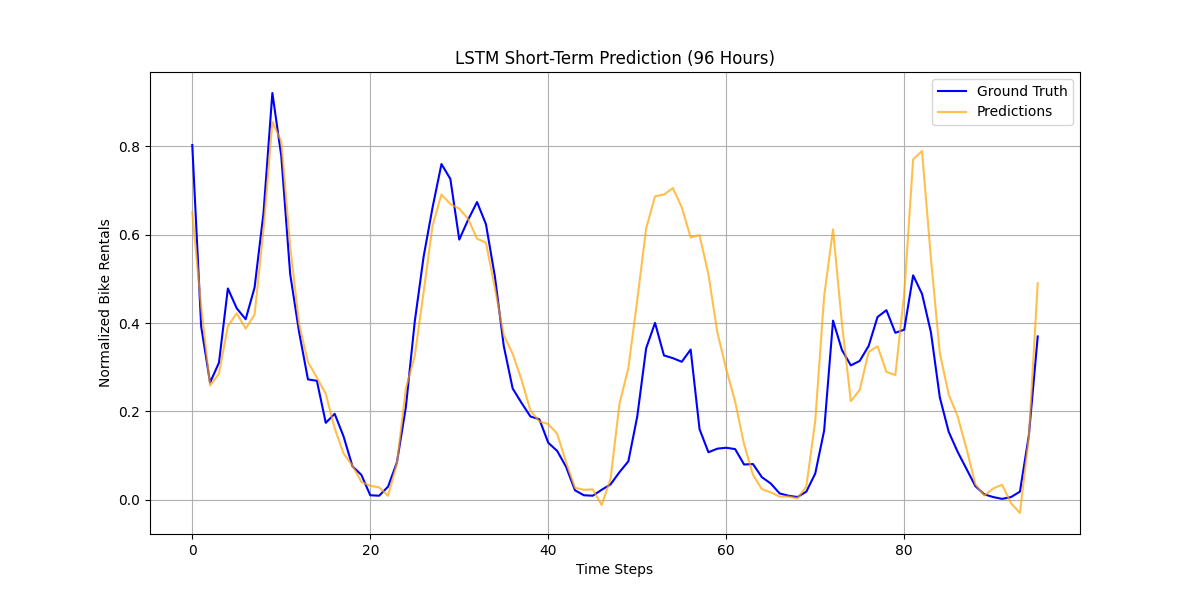 LSTM Short-Term Prediction (96 Hours)
Ground Truth
Predictions
Normalized Bike Rentals
0.8
0.6
0.4
0.2
0.0
0 20 40 60 80
Time Steps